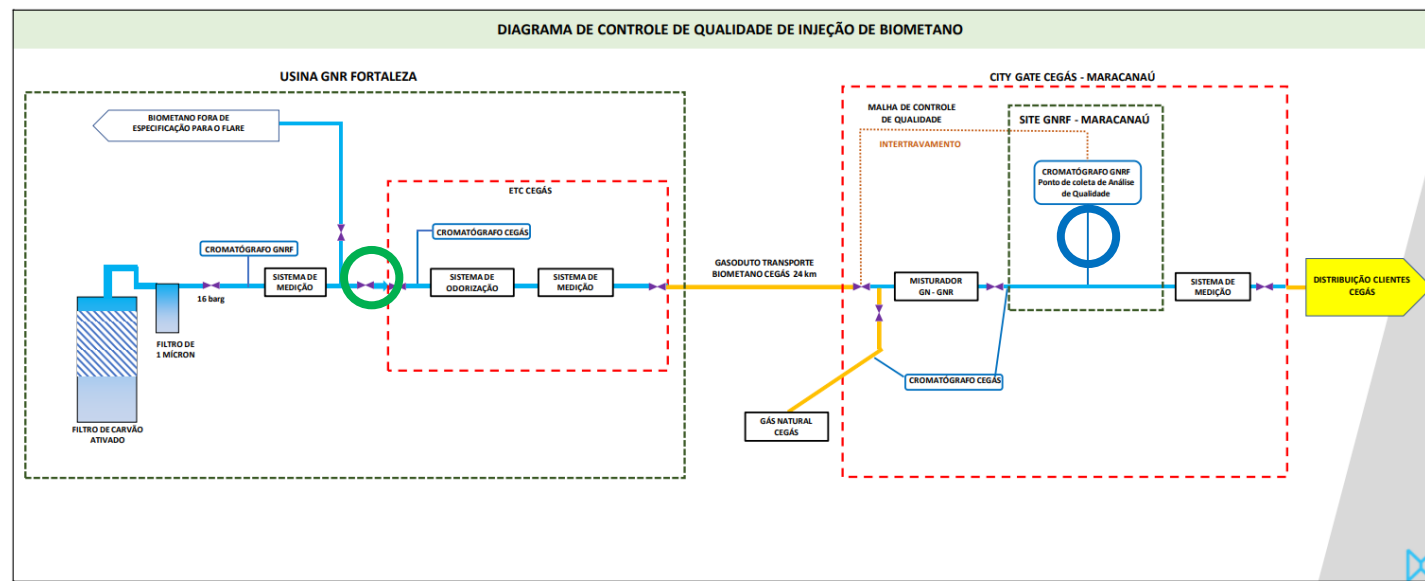 DIAGRAMA DE CONTROLE DE QUALIDADE DE INJEÇÃO DE BIOMETANO
USINA GNR FORTALEZA
BIOMETANO FORA DE
ESPECIFICAÇÃO PARA O FLARE
ETC CEGÁS
CROMATÓGRAFO CEGÁS
CROMATÓGRAFO GNRF
SISTEMA DE
MEDIÇÃO
SISTEMA DE
ODORIZAÇÃO
SISTEMA DE
MEDIÇÃO
16 barg
FILTRO DE
1 MÍCRON
FILTRO DE CARVÃO
ATIVADO
GASODUTO TRANSPORTE
BIOMETANO CEGÁS 24 km
CITY GATE CEGÁS - MARACANAÚ
MALHA DE CONTROLE
DE QUALIDADE
INTERTRAVAMENTO
SITE GNRF - MARACANAÚ
CROMATÓGRAFO GNRF
Ponto de coleta de Análise
de Qualidade
MISTURADOR
GN - GNR
SISTEMA DE
MEDIÇÃO
DISTRIBUIÇÃO CLIENTES
CEGÁS
CROMATÓGRAFO CEGÁS
GÁS NATURAL
CEGÁS